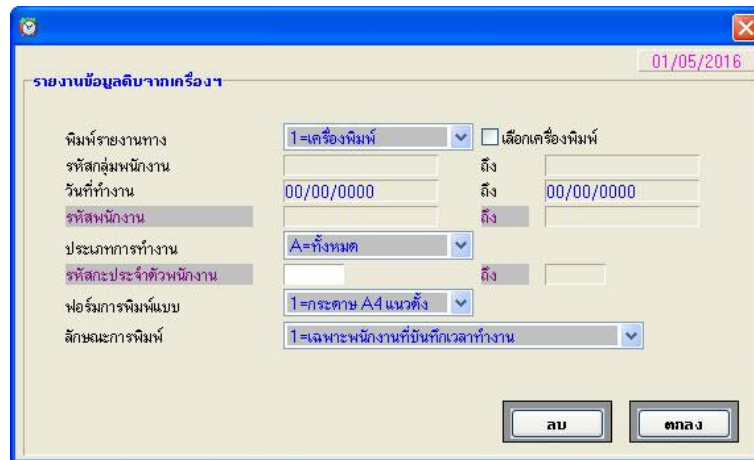 01/05/2016
รายงานข้อมูลดิบจากเครื่องฯ
พิมพ์รายงานทาง 1=เครื่องพิมพ์ เลือกเครื่องพิมพ์
รหัสกลุ่มพนักงาน ถึง
วันที่ทำงาน 00/00/0000 ถึง 00/00/0000
รหัสพนักงาน ถึง
ประเภทการทำงาน A=ทั้งหมด
รหัสกะประจำตัวพนักงาน ถึง
ฟอร์มการพิมพ์แบบ 1=กระดาษ A4 แนวตั้ง
ลักษณะการพิมพ์ 1=เฉพาะพนักงานที่บันทึกเวลาทำงาน
ลบ ตกลง